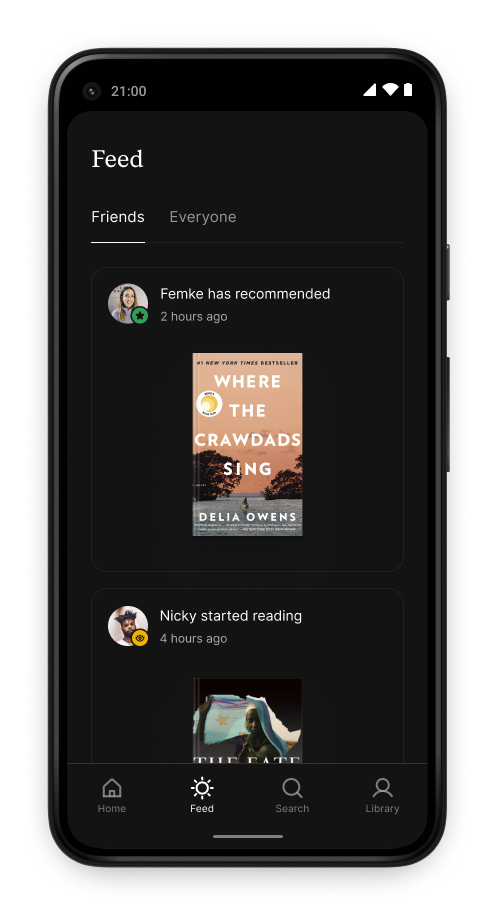 21:00
Feed
Friends Everyone
Femke has recommended
2 hours ago
#1 NEW YORK TIMES BESTSELLER
WHERE
THE
CRAWDADS
SING
DELIA OWENS
Nicky started reading
4 hours ago
THE FATE
Home Feed Search Library